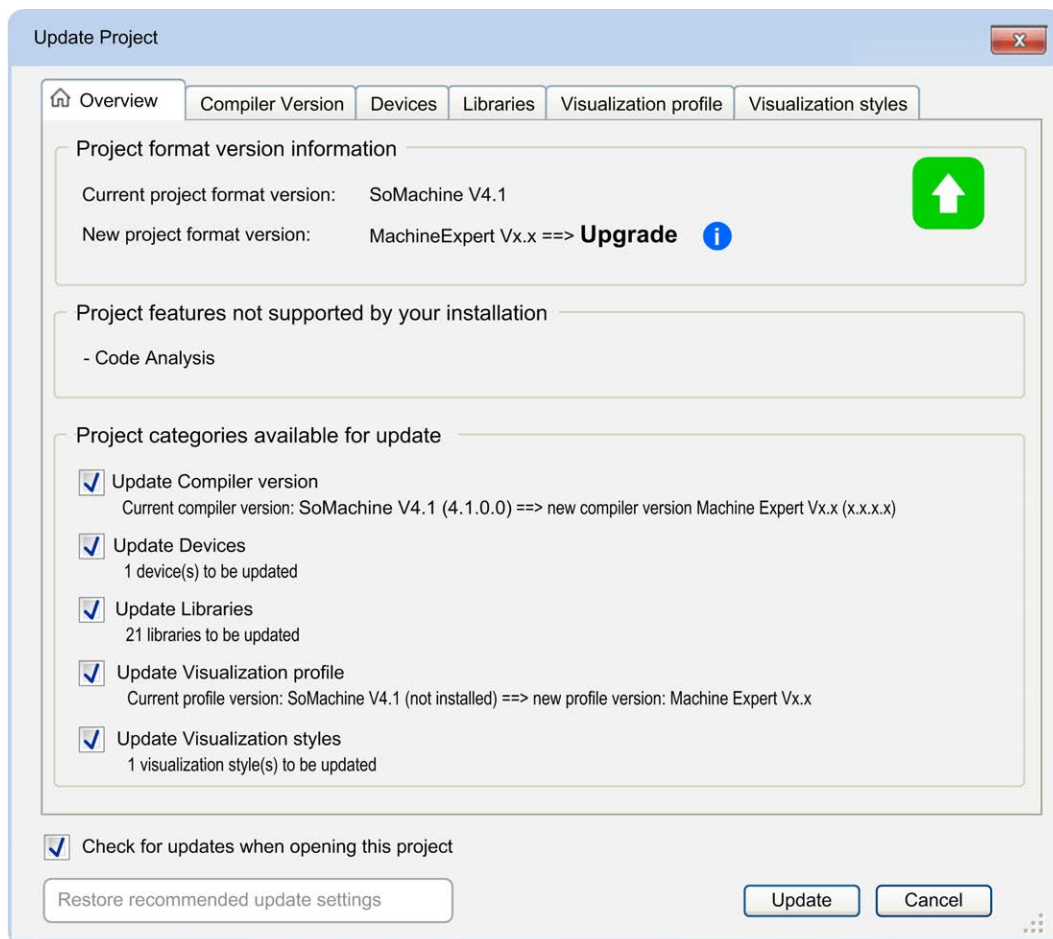 Update Project
x
Overview
Compiler Version
Devices
Libraries
Visualization profile
Visualization styles
Project format version information
Current project format version: SoMachine V4.1
New project format version: MachineExpert Vx.x ==> Upgrade i
Project features not supported by your installation
- Code Analysis
Project categories available for update
Update Compiler version
Current compiler version: SoMachine V4.1 (4.1.0.0) ==> new compiler version Machine Expert Vx.x (x.x.x.x)
Update Devices
1 device(s) to be updated
Update Libraries
21 libraries to be updated
Update Visualization profile
Current profile version: SoMachine V4.1 (not installed) ==> new profile version: Machine Expert Vx.x
Update Visualization styles
1 visualization style(s) to be updated
Check for updates when opening this project
Restore recommended update settings
Update
Cancel